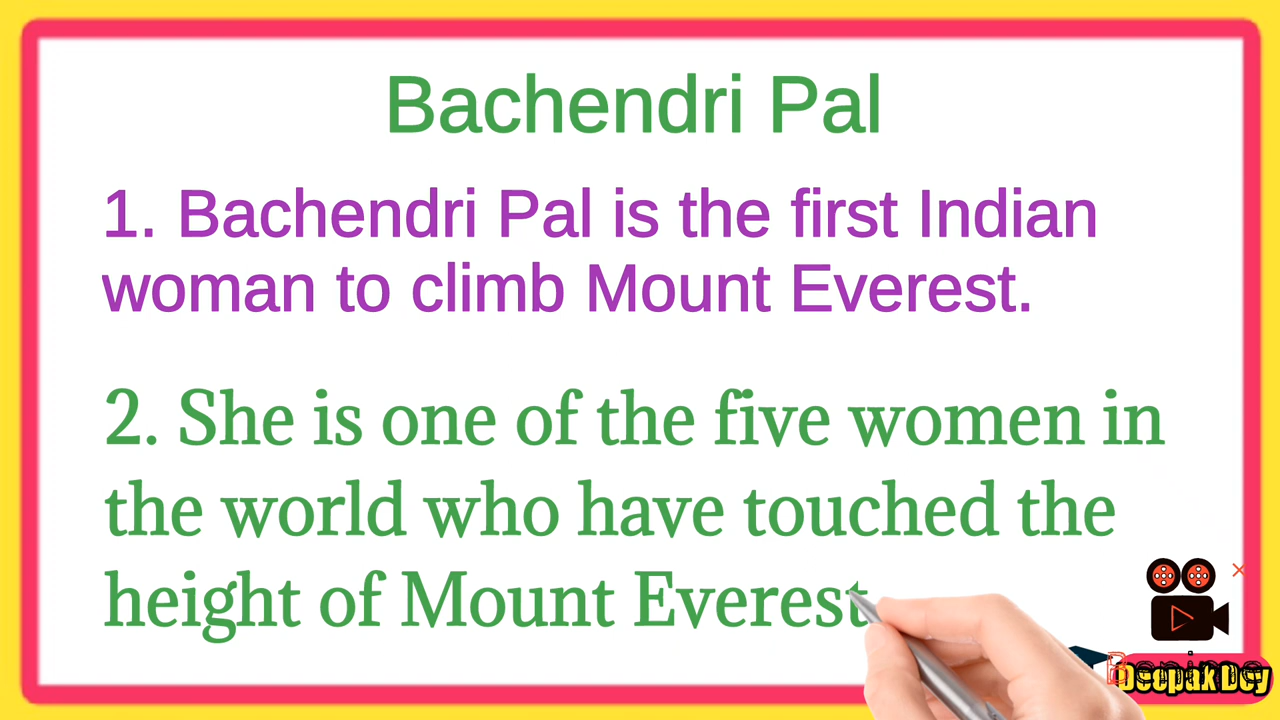 Bachendri Pal
1. Bachendri Pal is the first Indian
woman to climb Mount Everest.
2. She is one of the five women in
the world who have touched the
height of Mount Everest
Deepak Dey